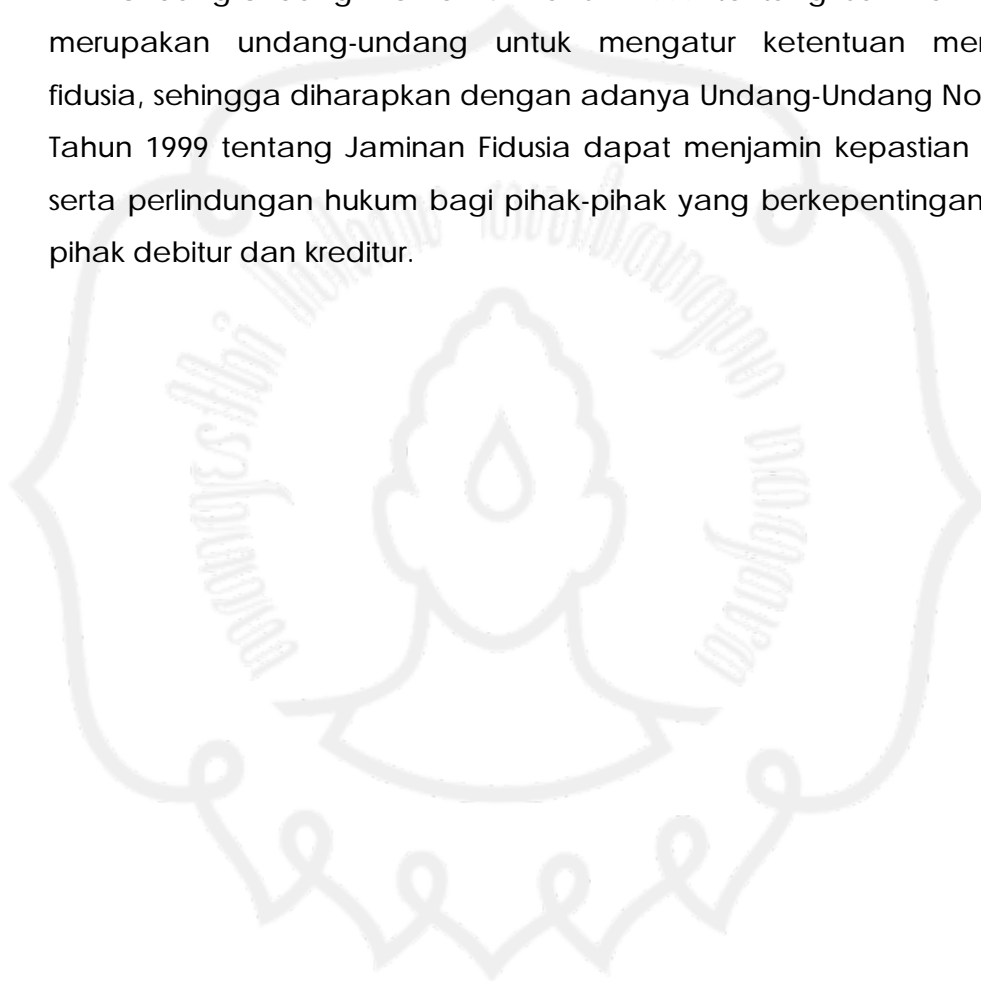 merupakan undang-undang untuk mengatur ketentuan
fidusia, sehingga diharapkan dengan adanya Undang-Undang
Tahun 1999 tentang Jaminan Fidusia dapat menjamin kepastian
serta perlindungan hukum bagi pihak-pihak yang berkepentingan
pihak debitur dan kreditur.